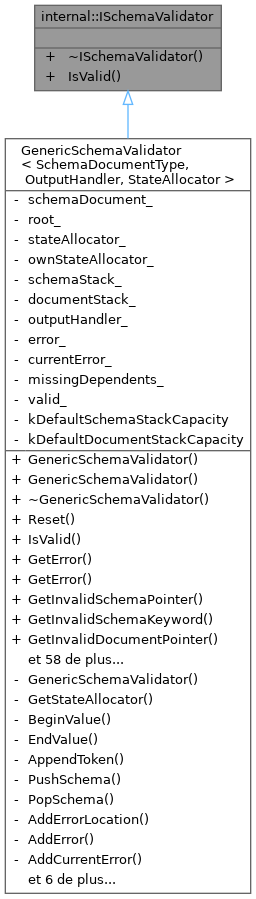 internal::ISchemaValidator
+ ~ISchemaValidator()
+ IsValid()
GenericSchemaValidator
< SchemaDocumentType,
OutputHandler, StateAllocator >
- schemaDocument_
- root_
- stateAllocator_
- ownStateAllocator_
- schemaStack_
- documentStack_
- outputHandler_
- error_
- currentError_
- missingDependents_
- valid_
- kDefaultSchemaStackCapacity
- kDefaultDocumentStackCapacity
+ GenericSchemaValidator()
+ GenericSchemaValidator()
+ ~GenericSchemaValidator()
+ Reset()
+ IsValid()
+ GetError()
+ GetError()
+ GetInvalidSchemaPointer()
+ GetInvalidSchemaKeyword()
+ GetInvalidDocumentPointer()
et 58 de plus...
- GenericSchemaValidator()
- GetStateAllocator()
- BeginValue()
- EndValue()
- AppendToken()
- PushSchema()
- PopSchema()
- AddErrorLocation()
- AddError()
- AddCurrentError()
et 6 de plus...